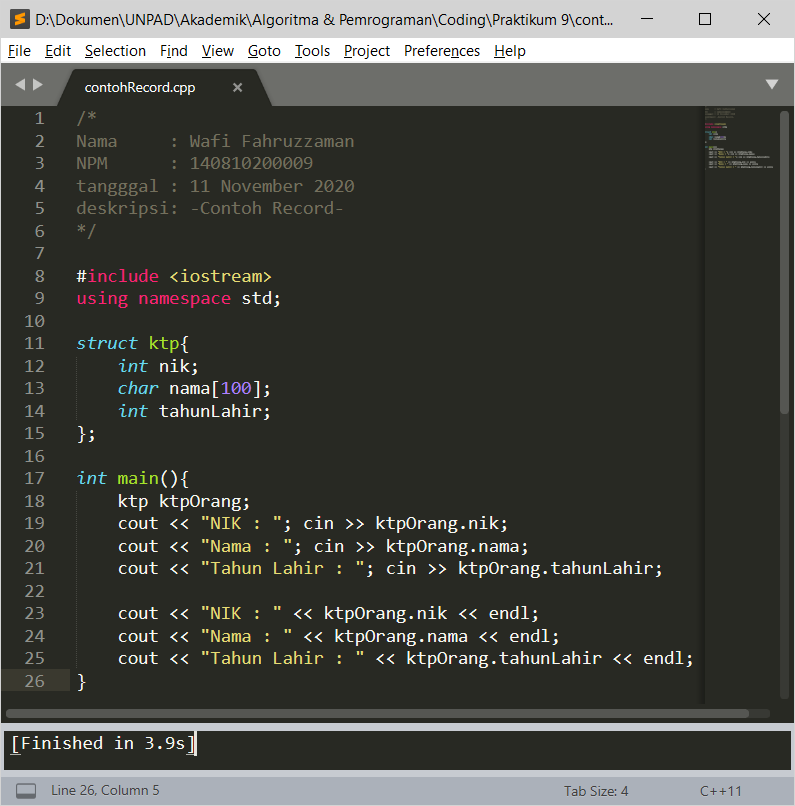 D:\Dokumen\UNPAD\Akademik\Algoritma & Pemrograman\Coding\Praktikum 9\cont...
File Edit Selection Find View Goto Tools Project Preferences Help
contohRecord.cpp
1 /*
2 Nama     : Wafi Fahruzzaman
3 NPM      : 140810200009
4 tangggal : 11 November 2020
5 deskripsi: -Contoh Record-
6 */
7
8 #include <iostream>
9 using namespace std;
10
11 struct ktp{
12     int nik;
13     char nama[100];
14     int tahunLahir;
15 };
16
17 int main(){
18     ktp ktpOrang;
19     cout << "NIK : "; cin >> ktpOrang.nik;
20     cout << "Nama : "; cin >> ktpOrang.nama;
21     cout << "Tahun Lahir : "; cin >> ktpOrang.tahunLahir;
22
23     cout << "NIK : " << ktpOrang.nik << endl;
24     cout << "Nama : " << ktpOrang.nama << endl;
25     cout << "Tahun Lahir : " << ktpOrang.tahunLahir << endl;
26 }
[Finished in 3.9s]
Line 26, Column 5 Tab Size: 4 C++11